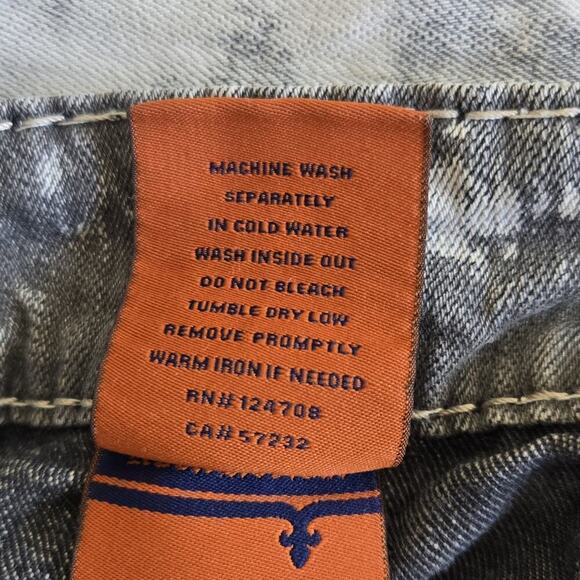 MACHINE WASH
SEPARATELY
IN COLD WATER
WASH INSIDE OUT
DO NOT BLEACH
TUMBLE DRY LOW
REMOVE PROMPTLY
WARM IRON IF NEEDED
RN# 124708
CA# 57232